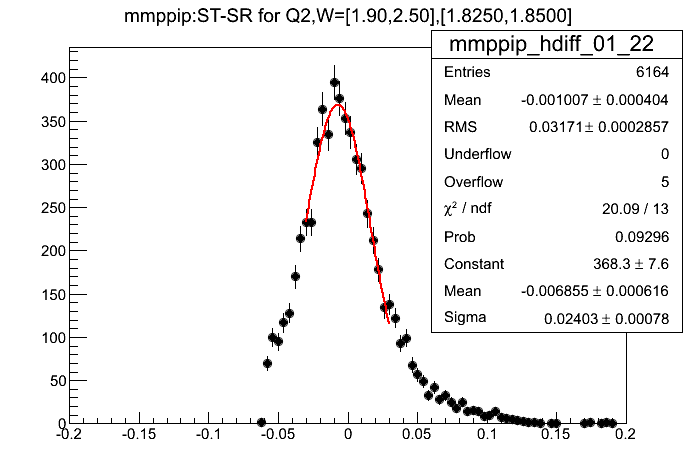 mmppip:ST-SR for Q2,W=[1.90,2.50],[1.8250,1.8500]
mmppip_hdiff_01_22
Entries 6164
Mean -0.001007 ± 0.000404
RMS 0.03171 ± 0.0002857
Underflow 0
Overflow 5
χ² / ndf 20.09 / 13
Prob 0.09296
Constant 368.3 ± 7.6
Mean -0.006855 ± 0.000616
Sigma 0.02403 ± 0.00078
400
350
300
250
200
150
100
50
0
-0.2 -0.15 -0.1 -0.05 0 0.05 0.1 0.15 0.2